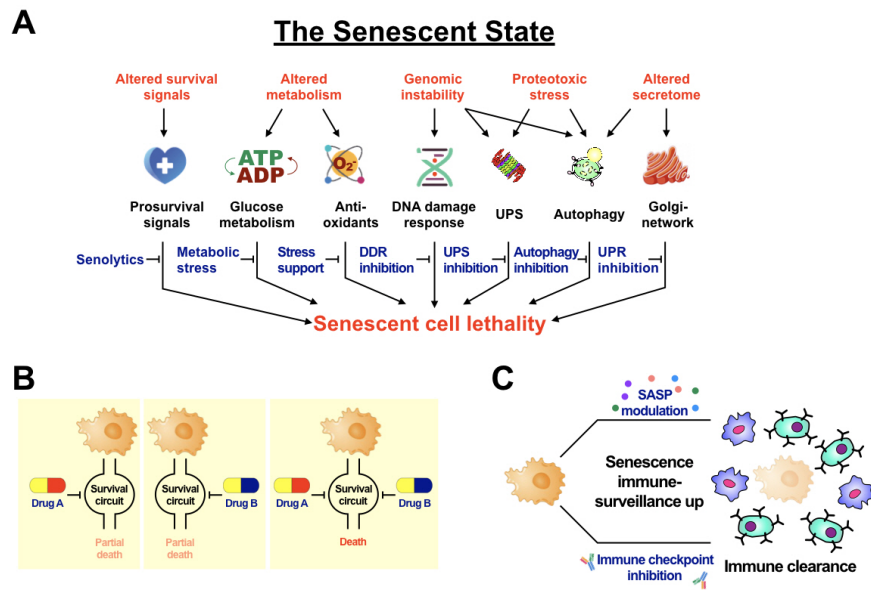 A
The Senescent State
Altered survival
signals
Altered
metabolism
Genomic
instability
Proteotoxic
stress
Altered
secretome
ATP
ADP
O₂⁻
Prosurvival
signals
Glucose
metabolism
Anti-
oxidants
DNA damage
response
UPS
Autophagy
Golgi-
network
Senolytics
Metabolic
stress
Stress
support
DDR
inhibition
UPS
inhibition
Autophagy
inhibition
UPR
inhibition
Senescent cell lethality
B
Drug A
Survival
circuit
Partial
death
Survival
circuit
Drug B
Partial
death
Drug A
Survival
circuit
Drug B
Death
C
SASP
modulation
Senescence
immune-
surveillance up
Immune checkpoint
inhibition
Immune clearance